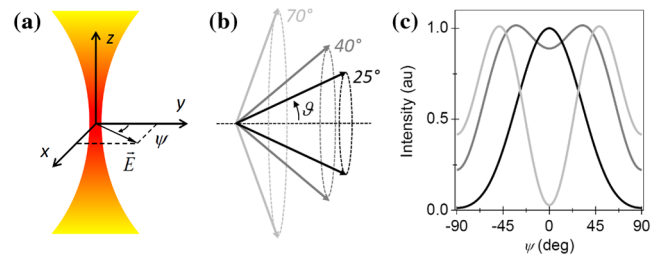 (a)
z
y
x
E
ψ
(b)
70°
40°
25°
ϑ
(c)
Intensity (au)
1.0
0.5
0.0
-90 -45 0 45 90
ψ (deg)